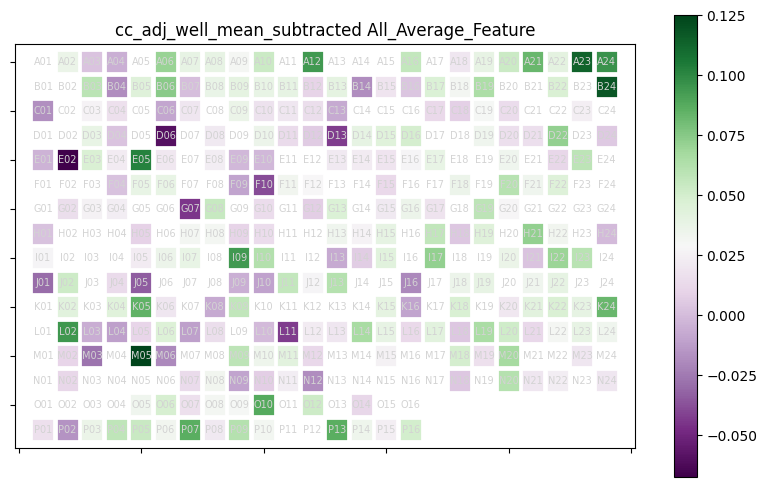 cc_adj_well_mean_subtracted All_Average_Feature
A01 A02 A04 A05 A06 A07 A08 A09 A10 A11 A12 A13 A14 A15 A17 A18 A19 A20 A21 A22 A23 A24
B01 B02 B04 B05 B06 B08 B09 B10 B11 B12 B13 B14 B15 B17 B18 B20 B21 B22 B23 B24
C01 C02 C03 C04 C05 C06 C07 C08 C09 C10 C11 C12 C13 C14 C15 C16 C17 C19 C20 C21 C22 C23 C24
D01 D02 D03 D05 D06 D07 D08 D09 D10 D11 D13 D14 D15 D16 D17 D18 D19 D20 D21 D22 D23
E01 E02 E03 E04 E05 E06 E07 E08 E09 E10 E11 E12 E13 E14 E15 E16 E17 E18 E19 E20 E21 E22 E24
F01 F02 F03 F05 F06 F07 F08 F09 F10 F11 F12 F13 F14 F15 F16 F17 F18 F19 F21 F22 F23 F24
G01 G02 G03 G04 G05 G06 G07 G09 G10 G11 G13 G14 G15 G16 G17 G18 G20 G21 G22 G23 G24
H02 H03 H04 H05 H06 H07 H08 H09 H10 H11 H12 H13 H14 H15 H16 H19 H20 H21 H22 H23 H24
I01 I02 I03 I04 I05 I06 I07 I08 I09 I11 I12 I13 I14 I15 I16 I17 I18 I19 I20 I22 I23 I24
J01 J02 J03 J04 J05 J06 J07 J08 J09 J10 J12 J14 J15 J16 J17 J18 J19 J20 J21 J22 J23 J24
K01 K02 K03 K04 K05 K06 K07 K08 K10 K11 K12 K13 K14 K15 K16 K17 K18 K19 K20 K21 K22 K23 K24
L01 L02 L03 L04 L05 L06 L07 L08 L09 L10 L11 L12 L13 L14 L15 L16 L17 L19 L20 L21 L22 L23 L24
M01 M02 M03 M04 M05 M06 M07 M08 M10 M11 M12 M13 M14 M15 M16 M17 M18 M19 M20 M21 M22 M23 M24
N01 N02 N03 N04 N05 N06 N07 N08 N09 N10 N11 N12 N13 N14 N15 N16 N17 N19 N21 N22 N23 N24
O01 O02 O03 O04 O05 O06 O07 O08 O09 O10 O11 O12 O13 O14 O15 O16
P01 P02 P03 P05 P06 P07 P08 P09 P10 P11 P12 P13 P14 P15 P16
0.125
0.100
0.075
0.050
0.025
0.000
−0.025
−0.050